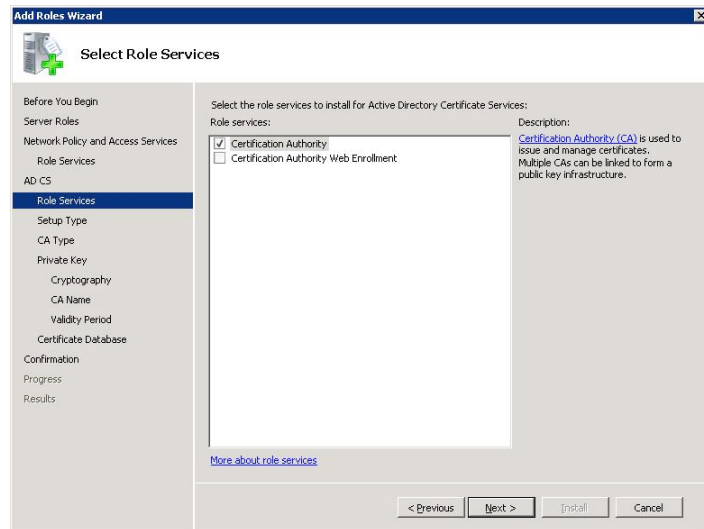 Add Roles Wizard
Select Role Services
Before You Begin
Server Roles
Network Policy and Access Services
Role Services
AD CS
Role Services
Setup Type
CA Type
Private Key
Cryptography
CA Name
Validity Period
Certificate Database
Confirmation
Progress
Results
Select the role services to install for Active Directory Certificate Services:
Role services:
Certification Authority
Certification Authority Web Enrollment
More about role services
Description:
Certification Authority (CA) is used to
issue and manage certificates.
Multiple CAs can be linked to form a
public key infrastructure.
< Previous
Next >
Install
Cancel